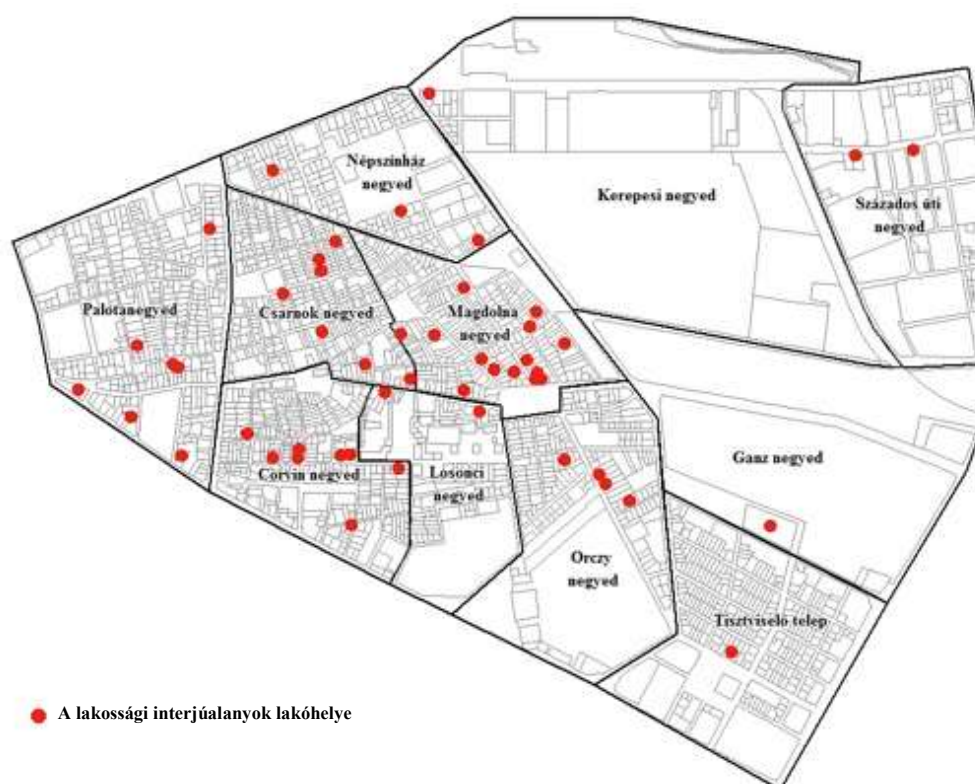 Népszínház
negyed
Kerepesi negyed
Százados úti
negyed
Palotanegyed
Csarnok negyed
Magdolna
negyed
Corvin negyed
Losonci
negyed
Ganz negyed
Orczy
negyed
Tisztviselő telep
A lakossági interjúalanyok lakóhelye